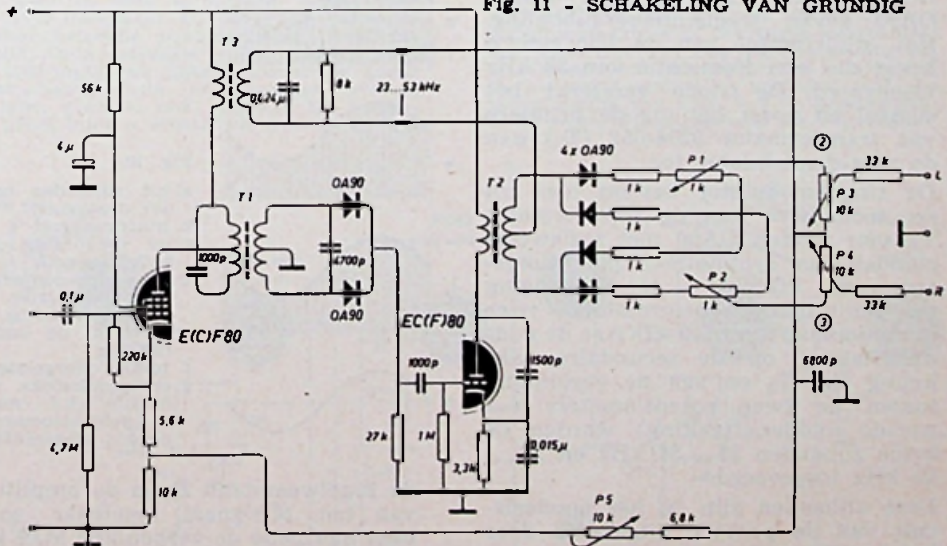 Fig. 11 - SCHAKELING VAN GRUNDIG
+
T 3
56 k
0,024 µ
8 k
23...53 kHz
4 µ
4 x OA90
P 1
1 k
1 k
②
33 k
L
P 3
10 k
OA90
T 1
T 2
1 k
1000 p
4700 p
1 k
P 4
10 k
0,1 µ
OA90
P 2
1 k
1 k
33 k
R
E(C)F80
EC(F)80
③
220 k
1000 p
1500 p
6800 p
5,6 k
27 k
1 M
0,015 µ
4,7 M
3,3 k
10 k
P 5
10 k
6,8 k